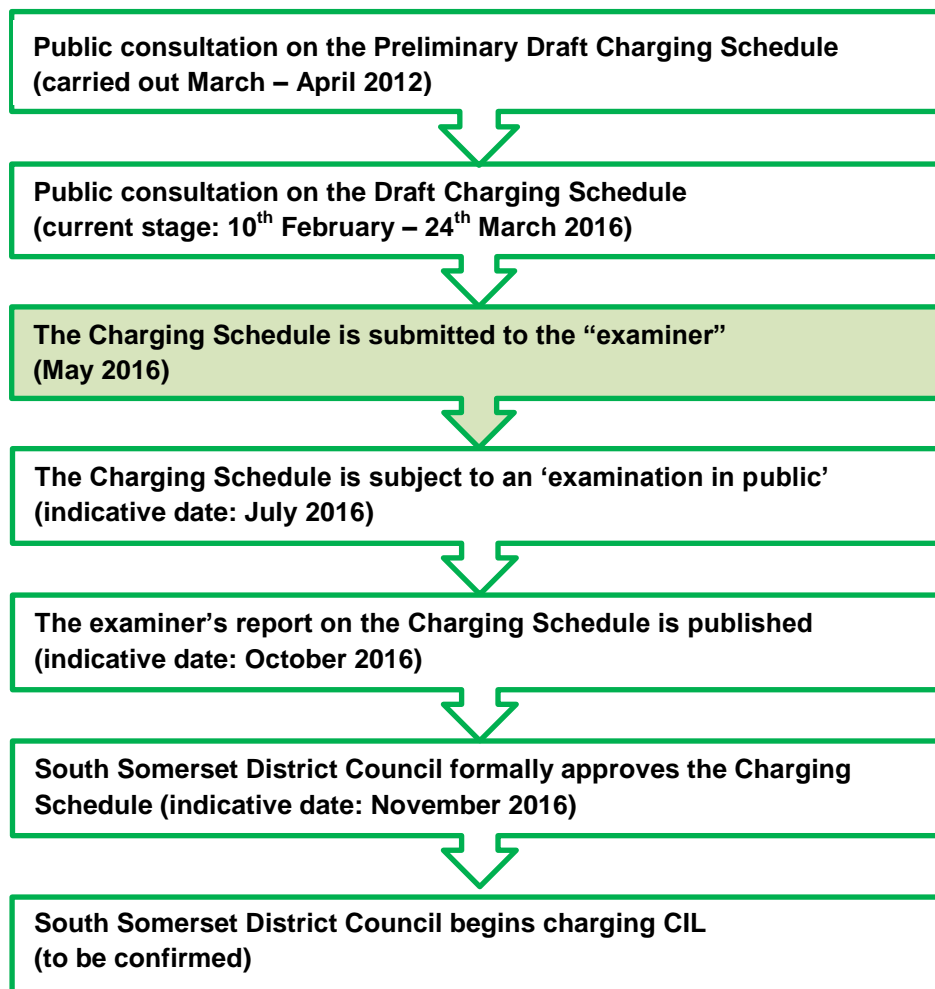 Public consultation on the Preliminary Draft Charging Schedule
(carried out March – April 2012)
Public consultation on the Draft Charging Schedule
(current stage: 10th February – 24th March 2016)
The Charging Schedule is submitted to the “examiner”
(May 2016)
The Charging Schedule is subject to an ‘examination in public’
(indicative date: July 2016)
The examiner’s report on the Charging Schedule is published
(indicative date: October 2016)
South Somerset District Council formally approves the Charging
Schedule (indicative date: November 2016)
South Somerset District Council begins charging CIL
(to be confirmed)